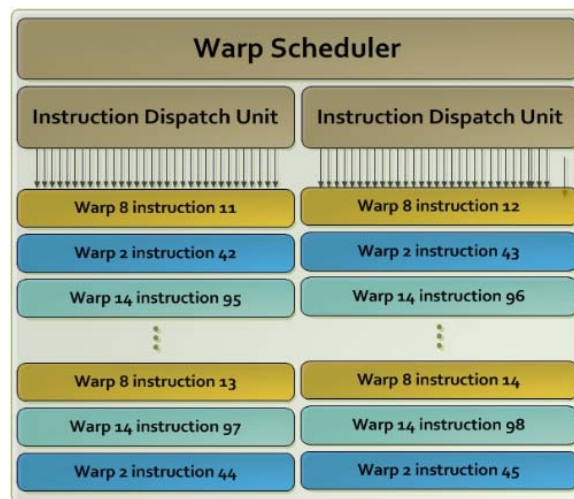 Warp Scheduler
Instruction Dispatch Unit
Instruction Dispatch Unit
Warp 8 instruction 11
Warp 8 instruction 12
Warp 2 instruction 42
Warp 2 instruction 43
Warp 14 instruction 95
Warp 14 instruction 96
Warp 8 instruction 13
Warp 8 instruction 14
Warp 14 instruction 97
Warp 14 instruction 98
Warp 2 instruction 44
Warp 2 instruction 45